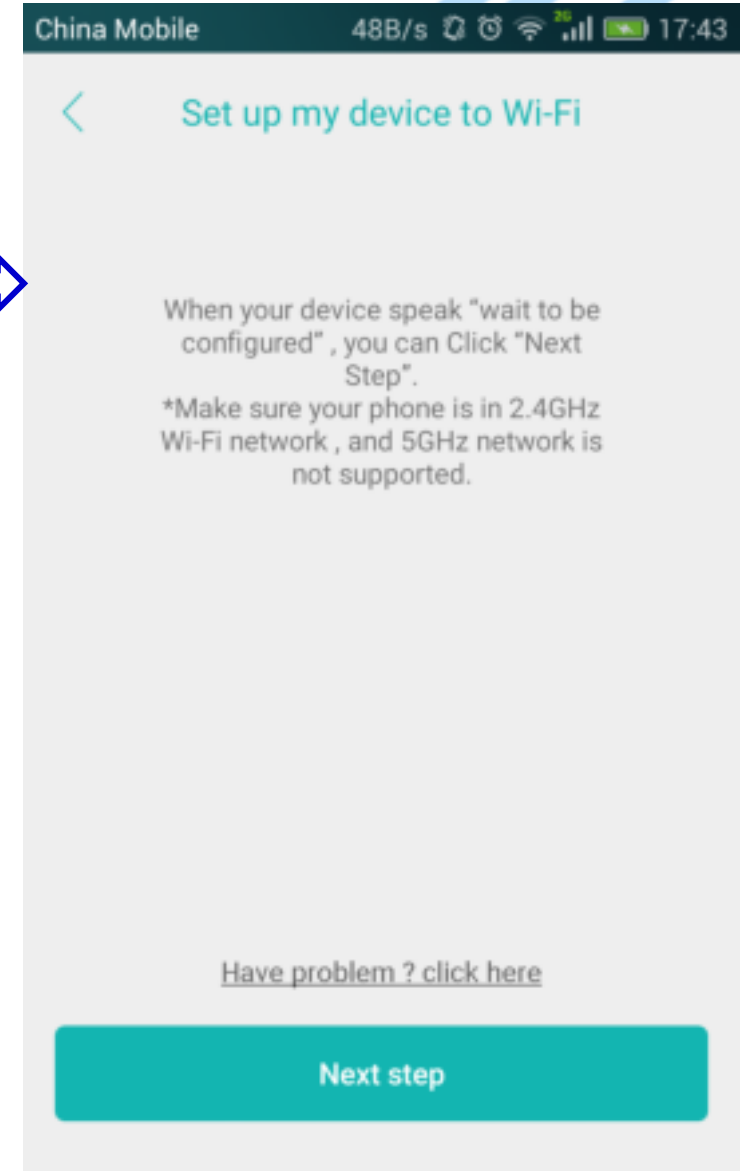 China Mobile 48B/s 2G 17:43
Set up my device to Wi-Fi
When your device speak “wait to be
configured” , you can Click “Next
Step”.
*Make sure your phone is in 2.4GHz
Wi-Fi network , and 5GHz network is
not supported.
Have problem ? click here
Next step